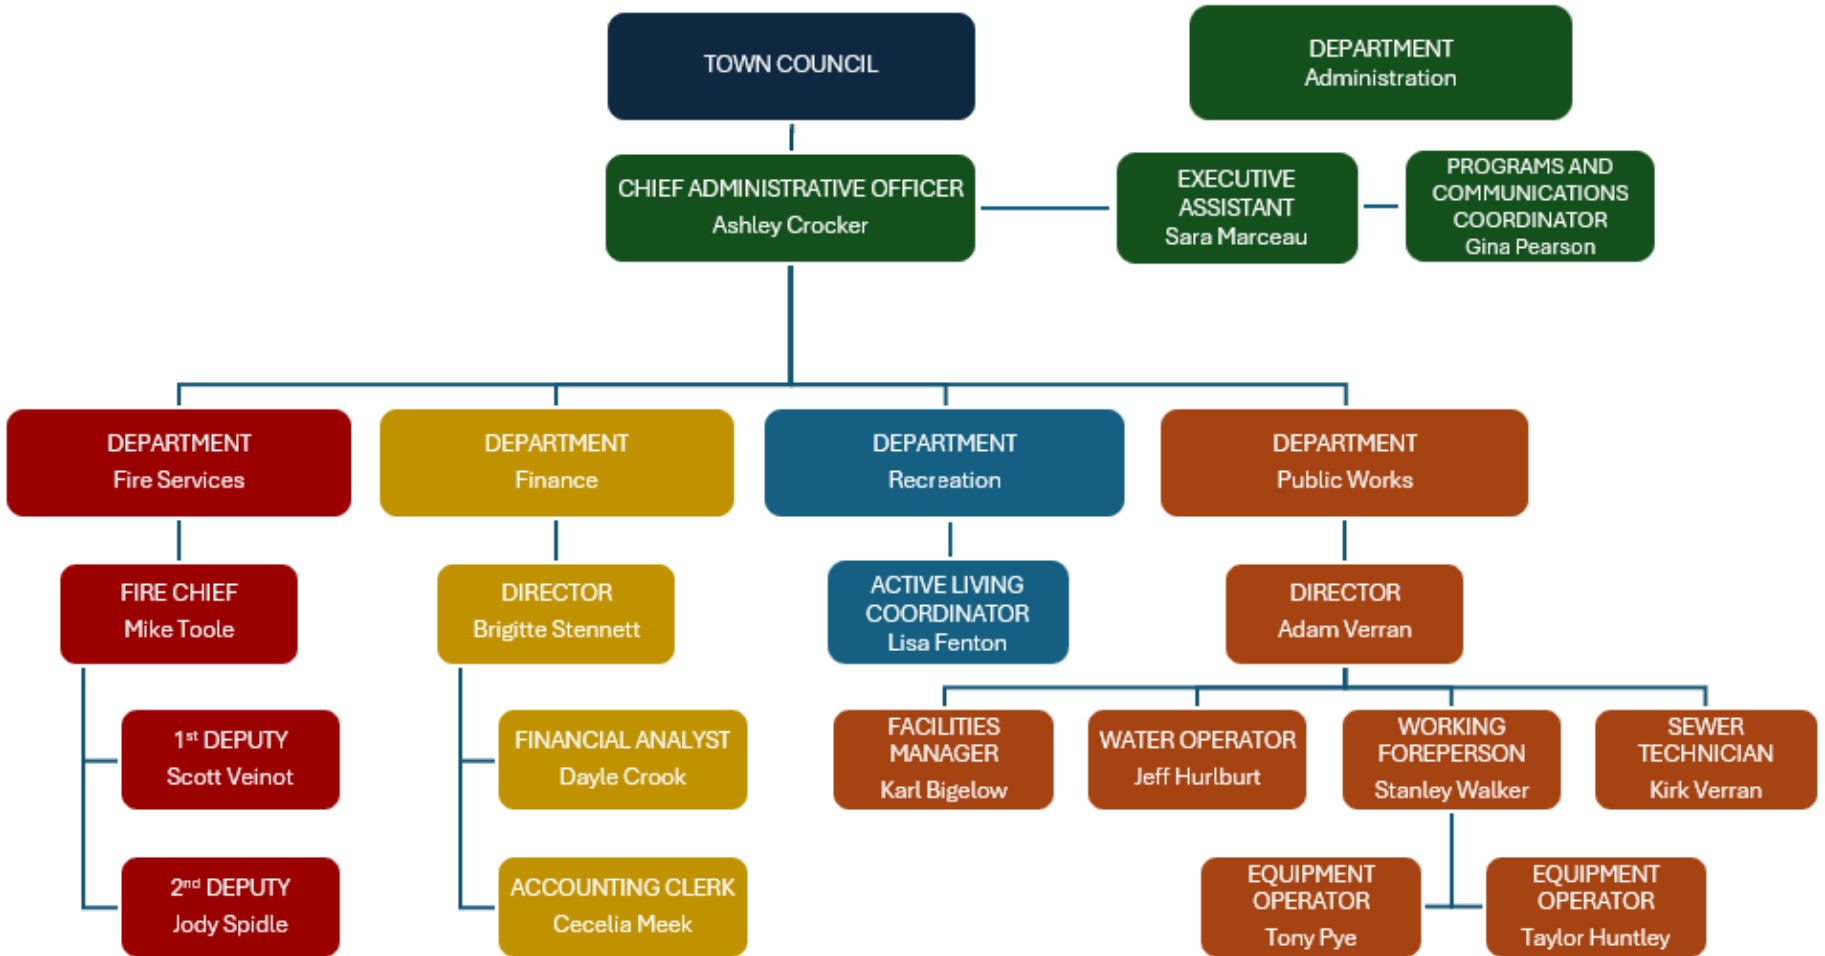 TOWN COUNCIL
DEPARTMENT
Administration
CHIEF ADMINISTRATIVE OFFICER
Ashley Crocker
EXECUTIVE
ASSISTANT
Sara Marceau
PROGRAMS AND
COMMUNICATIONS
COORDINATOR
Gina Pearson
DEPARTMENT
Fire Services
DEPARTMENT
Finance
DEPARTMENT
Recreation
DEPARTMENT
Public Works
FIRE CHIEF
Mike Toole
DIRECTOR
Brigitte Stennett
ACTIVE LIVING
COORDINATOR
Lisa Fenton
DIRECTOR
Adam Verran
1st DEPUTY
Scott Veinot
FINANCIAL ANALYST
Dayle Crook
FACILITIES
MANAGER
Karl Bigelow
WATER OPERATOR
Jeff Hurlburt
WORKING
FOREPERSON
Stanley Walker
SEWER
TECHNICIAN
Kirk Verran
2nd DEPUTY
Jody Spidle
ACCOUNTING CLERK
Cecelia Meek
EQUIPMENT
OPERATOR
Tony Pye
EQUIPMENT
OPERATOR
Taylor Huntley